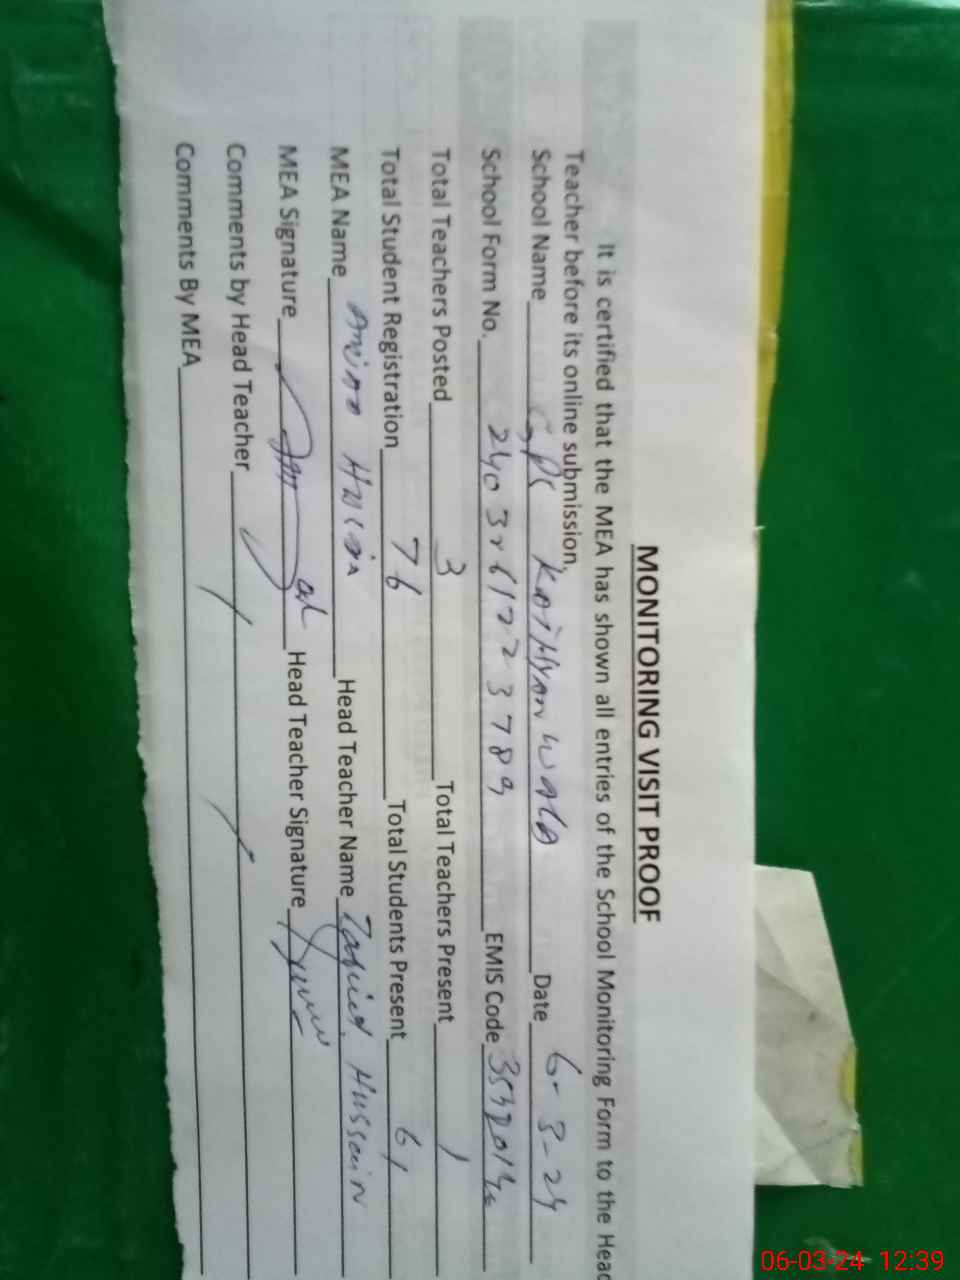 MONITORING VISIT PROOF
It is certified that the MEA has shown all entries of the School Monitoring Form to the Head
Teacher before its online submission.
School Name GPS Date 6-3-24
School Form No. EMIS Code
Total Teachers Posted 3 Total Teachers Present 1
Total Student Registration 76 Total Students Present 61
MEA Name Head Teacher Name Hussain
MEA Signature Head Teacher Signature
Comments by Head Teacher
Comments By MEA
06-03-24 12:39